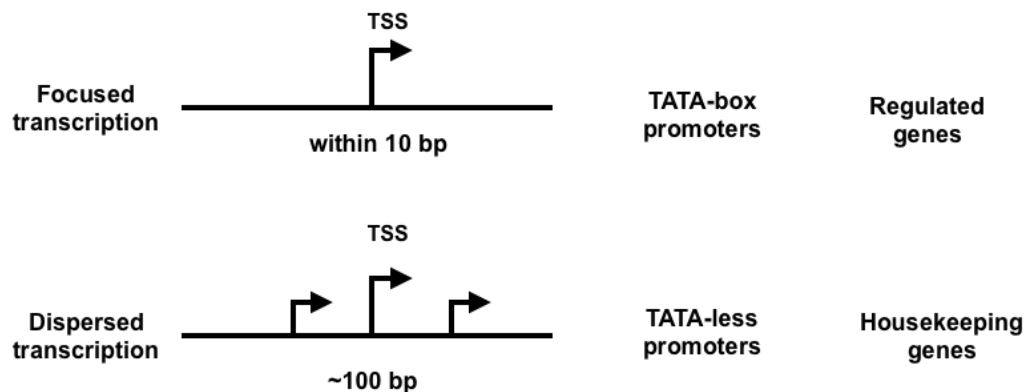 TSS
Focused
transcription
within 10 bp
TATA-box
promoters
Regulated
genes
TSS
Dispersed
transcription
~100 bp
TATA-less
promoters
Housekeeping
genes